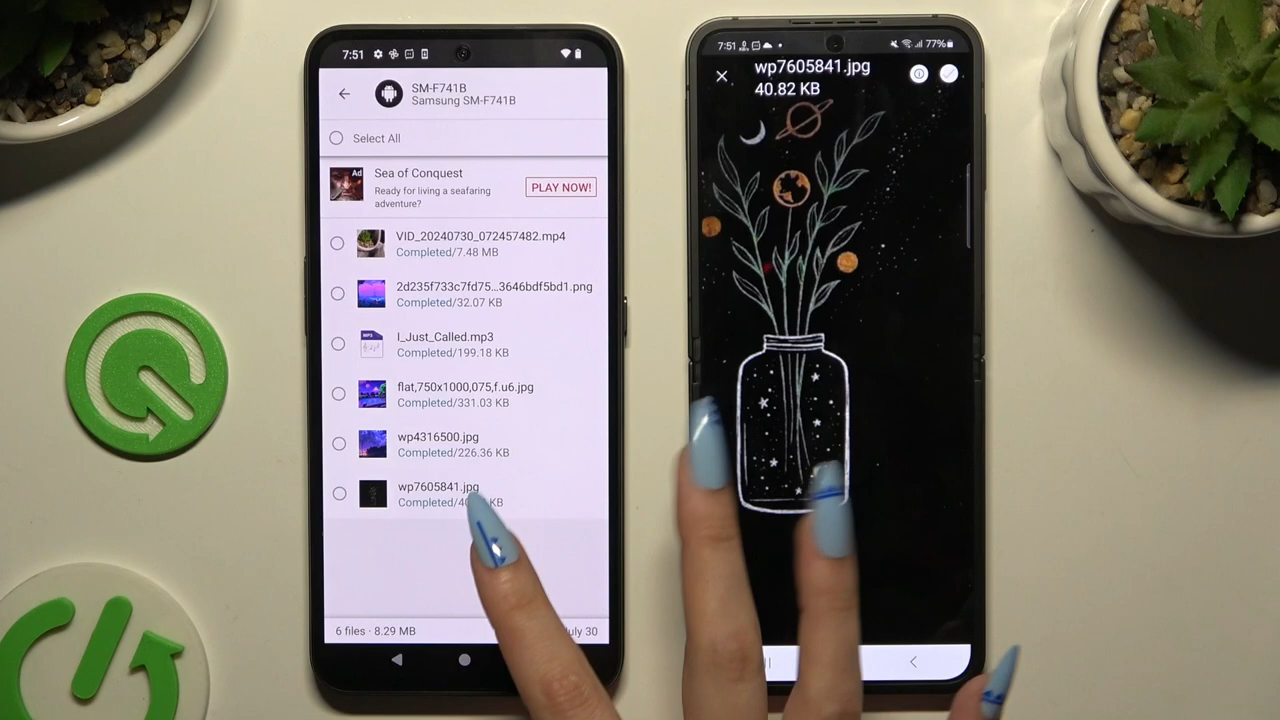 7:51
SM-F741B
Samsung SM-F741B
Select All
Ad
Sea of Conquest
Ready for living a seafaring
adventure?
PLAY NOW!
VID_20240730_072457482.mp4
Completed/7.48 MB
2d235f733c7fd75...3646bdf5bd1.png
Completed/32.07 KB
MP3
I_Just_Called.mp3
Completed/199.18 KB
flat,750x1000,075,f.u6.jpg
Completed/331.03 KB
wp4316500.jpg
Completed/226.36 KB
wp7605841.jpg
KB
6 files · 8.29 MB
30
7:51
77%
wp7605841.jpg
40.82 KB